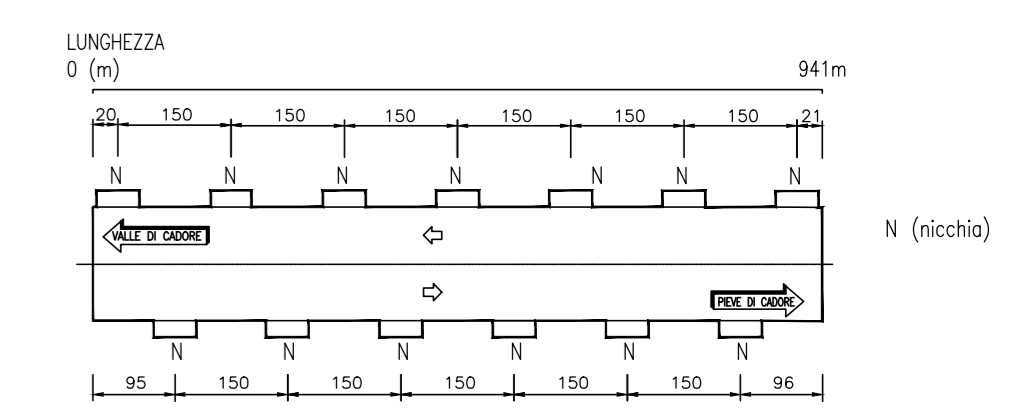 LUNGHEZZA
0 (m) 941m
20 150 150 150 150 150 150 21
N N N N N N N
N (nicchia)
VALLE DI CADORE
PIEVE DI CADORE
N N N N N N
95 150 150 150 150 150 96